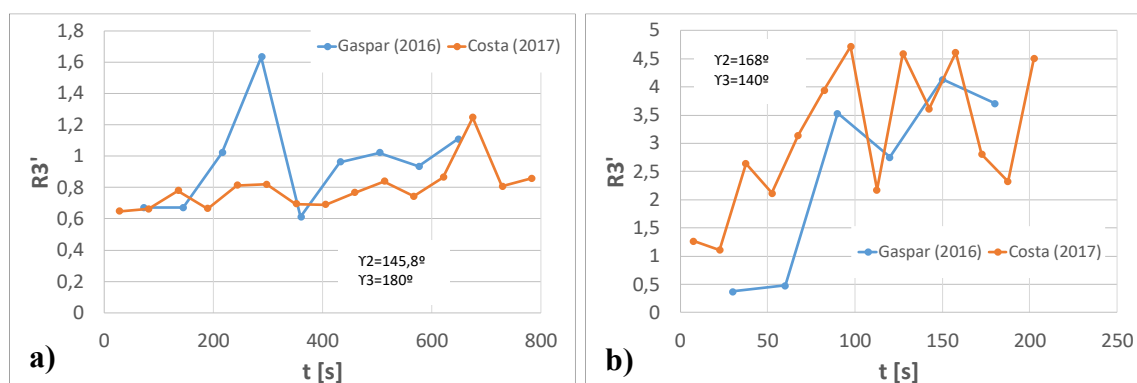 1,8
1,6
1,4
1,2
1
0,8
0,6
0,4
0,2
0
R3'
Gaspar (2016)
Costa (2017)
ϒ2=145,8º
ϒ3=180º
0
200
400
600
800
t [s]
a)
5
4,5
4
3,5
3
2,5
2
1,5
1
0,5
0
R3'
ϒ2=168º
ϒ3=140º
Gaspar (2016)
Costa (2017)
0
50
100
150
200
250
t [s]
b)